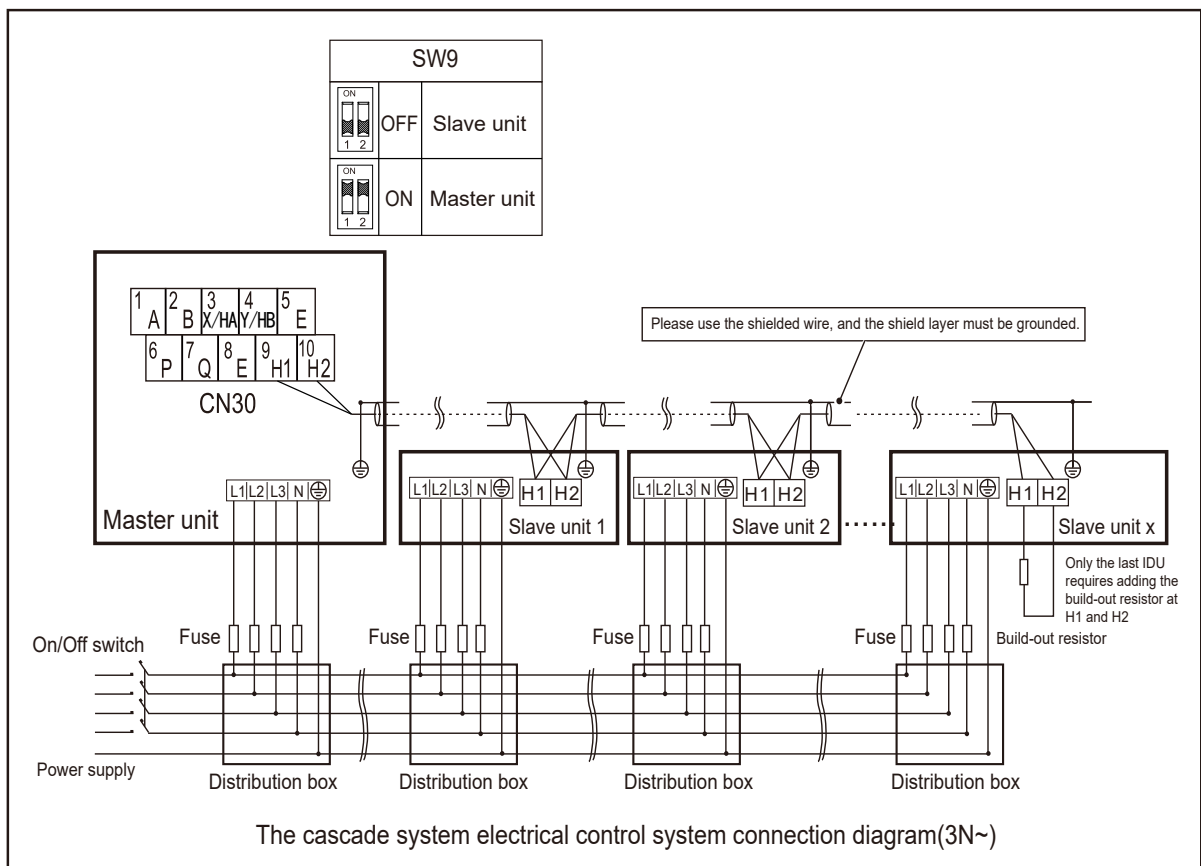 SW9
ON
1 2
OFF
Slave unit
ON
1 2
ON
Master unit
1 A 2 B 3 X/HA 4 Y/HB 5 E
6 P 7 Q 8 E 9 H1 10 H2
CN30
Please use the shielded wire, and the shield layer must be grounded.
L1 L2 L3 N
Master unit
L1 L2 L3 N
H1 H2
Slave unit 1
L1 L2 L3 N
H1 H2
Slave unit 2
L1 L2 L3 N
H1 H2
Slave unit x
Only the last IDU
requires adding the
build-out resistor at
H1 and H2
Build-out resistor
On/Off switch
Fuse
Fuse
Fuse
Fuse
Power supply
Distribution box
Distribution box
Distribution box
Distribution box
The cascade system electrical control system connection diagram(3N~)